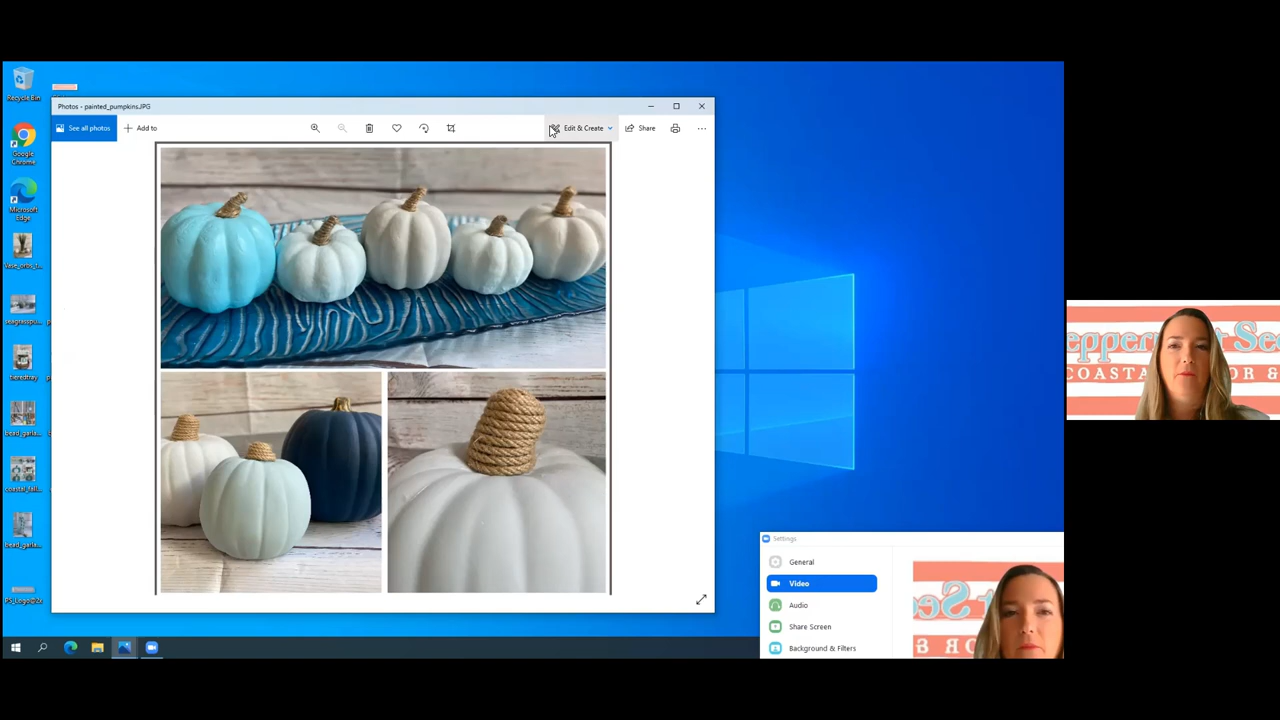 Recycle Bin
Google
Chrome
Microsoft
Edge
Photos - painted_pumpkins.JPG
See all photos
Add to
Edit & Create
Share
Settings
General
Video
Audio
Share Screen
Background & Filters
COASTAL